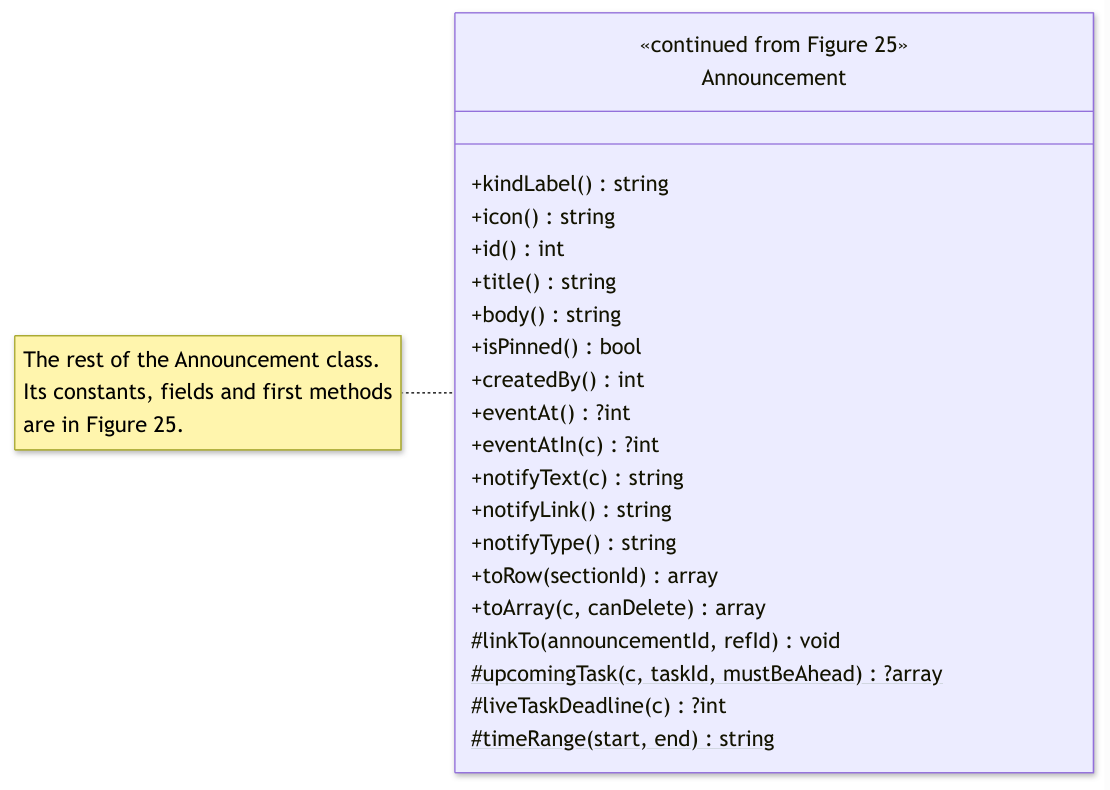 «continued from Figure 25»
Announcement
+kindLabel() : string
+icon() : string
+id() : int
+title() : string
+body() : string
+isPinned() : bool
+createdBy() : int
+eventAt() : ?int
+eventAtIn(c) : ?int
+notifyText(c) : string
+notifyLink() : string
+notifyType() : string
+toRow(sectionId) : array
+toArray(c, canDelete) : array
#linkTo(announcementId, refId) : void
#upcomingTask(c, taskId, mustBeAhead) : ?array
#liveTaskDeadline(c) : ?int
#timeRange(start, end) : string
The rest of the Announcement class.
Its constants, fields and first methods
are in Figure 25.